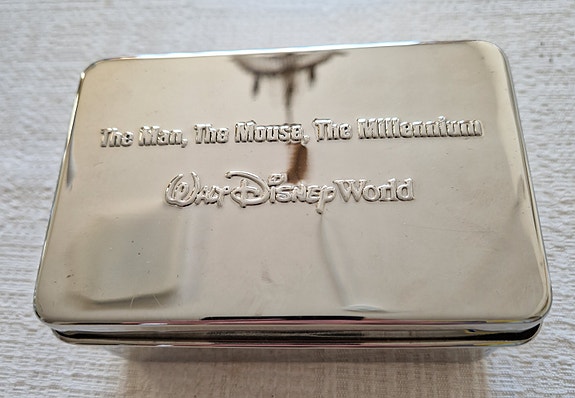 The Man, The Mouse, The Millennium
Walt Disney World